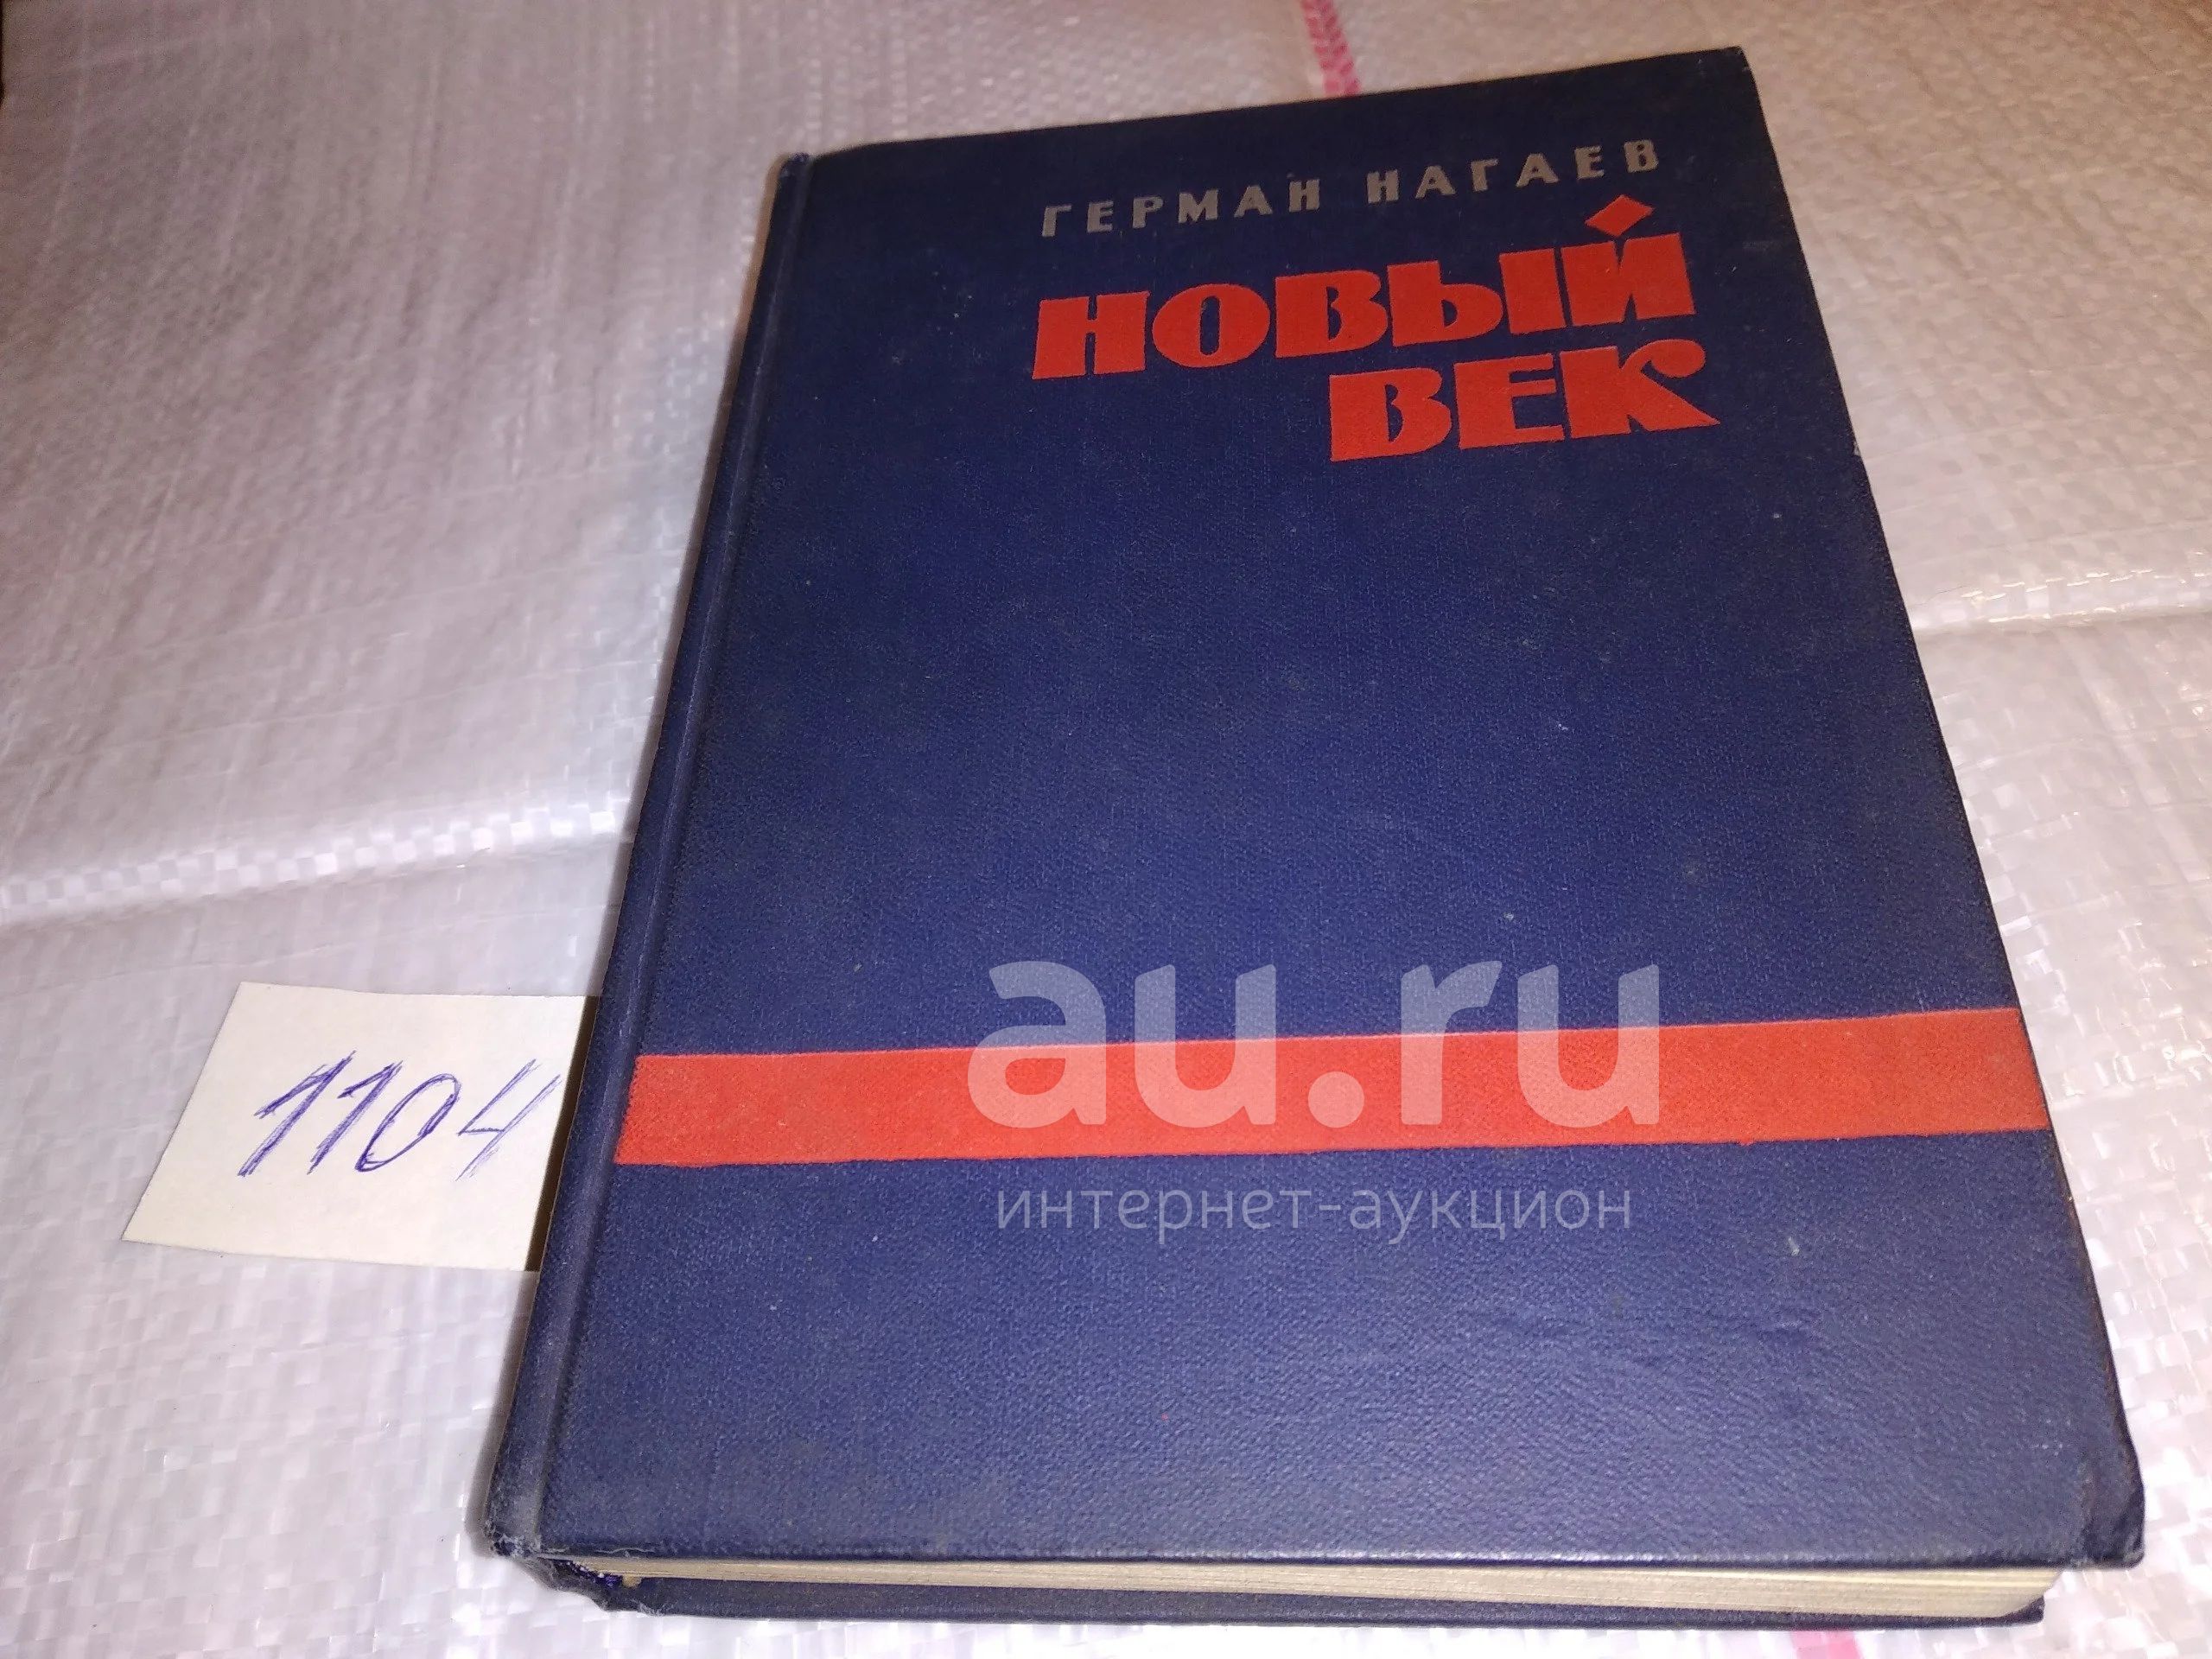 ГЕРМАН НАГАЕВ
НОВЫЙ
ВЕК
1104
au.ru
интернет-аукцион